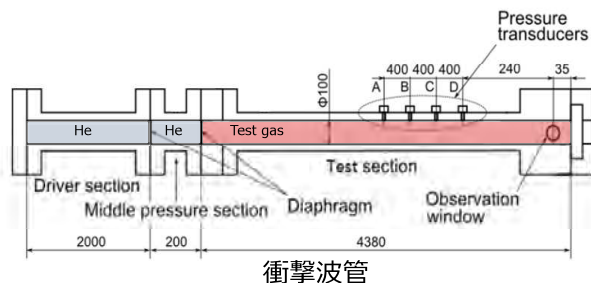 Pressure
transducers
400 400 400
240
35
A B C D
Φ100
He
He
Test gas
Driver section
Middle pressure section
Diaphragm
Test section
Observation
window
2000
200
4380
衝撃波管